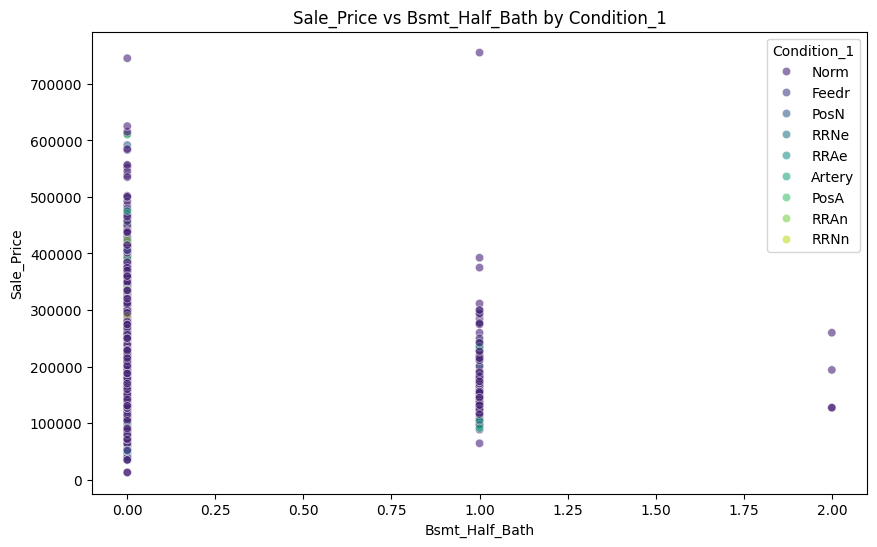 Sale_Price vs Bsmt_Half_Bath by Condition_1
Condition_1
Norm
Feedr
PosN
RRNe
RRAe
Artery
PosA
RRAn
RRNn
Sale_Price
700000
600000
500000
400000
300000
200000
100000
0
0.00 0.25 0.50 0.75 1.00 1.25 1.50 1.75 2.00
Bsmt_Half_Bath